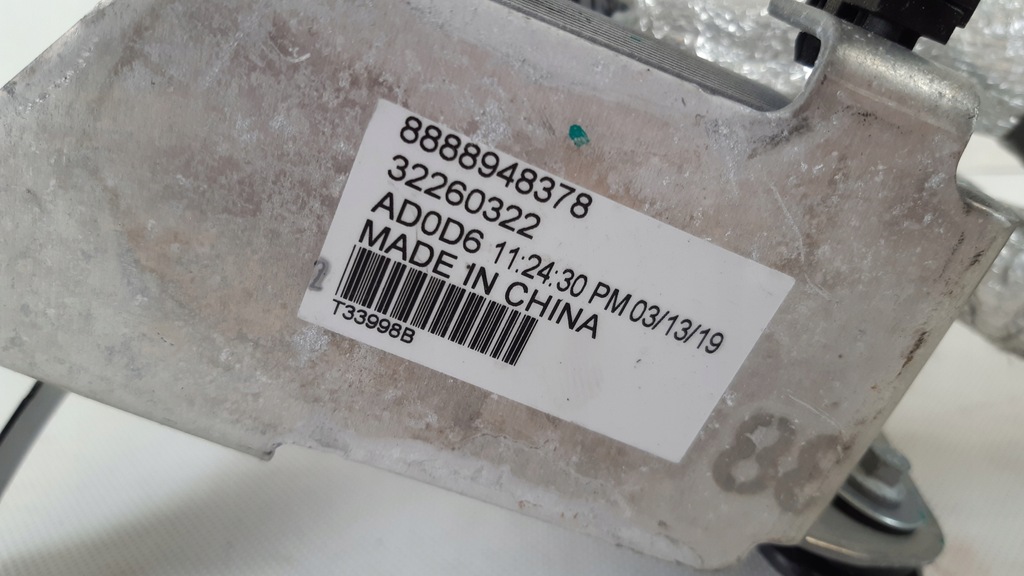 8888948378
32260322
AD0D6 11:24:30 PM 03/13/19
MADE IN CHINA
T33998B